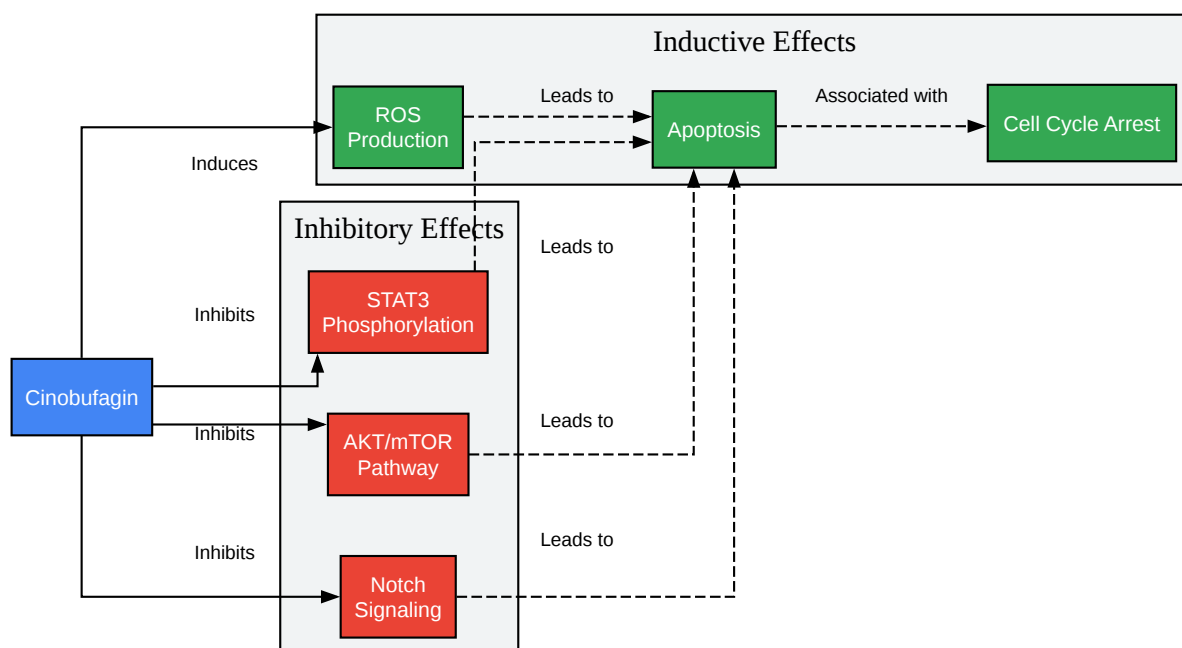 Inductive Effects
ROS
Production
Leads to
Apoptosis
Associated with
Cell Cycle Arrest
Induces
Inhibitory Effects
Leads to
STAT3
Phosphorylation
Inhibits
Cinobufagin
Inhibits
AKT/mTOR
Pathway
Leads to
Inhibits
Notch
Signaling
Leads to